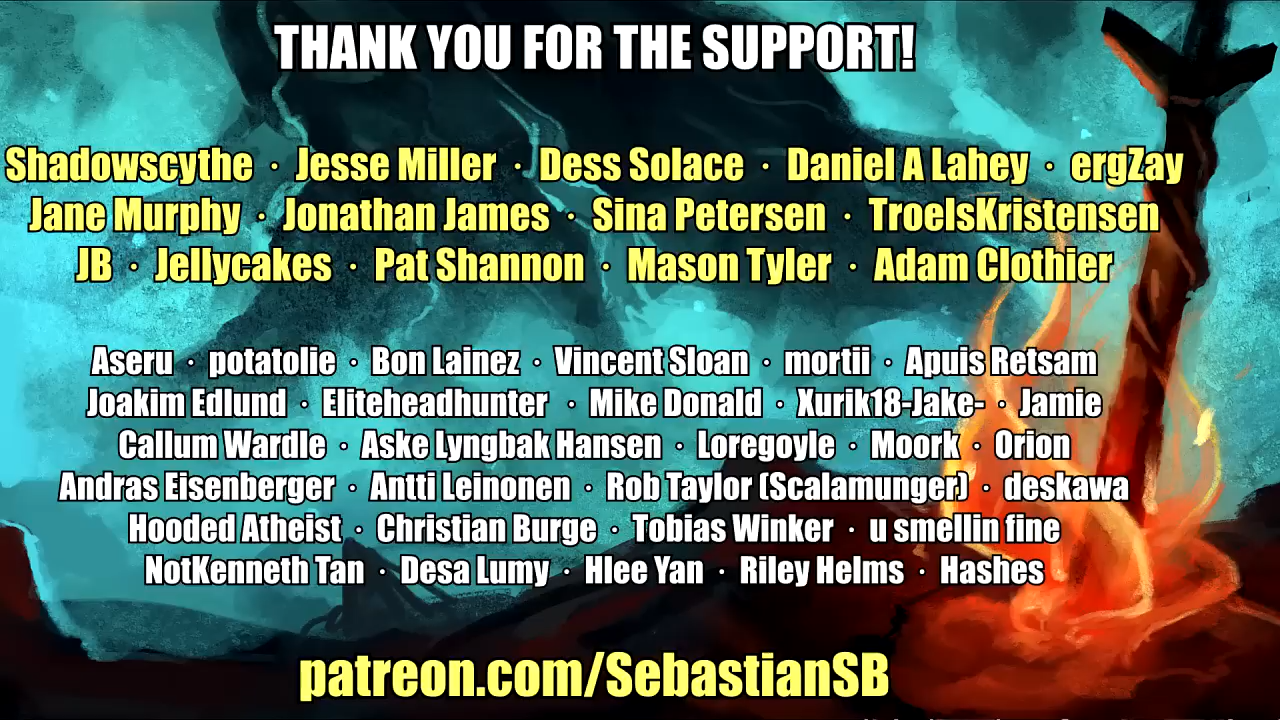 THANK YOU FOR THE SUPPORT!
Shadowscythe · Jesse Miller · Dess Solace · Daniel A Lahey · ergZay
Jane Murphy · Jonathan James · Sina Petersen · TroelsKristensen
JB · Jellycakes · Pat Shannon · Mason Tyler · Adam Clothier
Aseru · potatolie · Bon Lainez · Vincent Sloan · mortii · Apuis Retsam
Joakim Edlund · Eliteheadhunter · Mike Donald · Xurik18-Jake- · Jamie
Callum Wardle · Aske Lyngbak Hansen · Loregoyle · Moork · Orion
Andras Eisenberger · Antti Leinonen · Rob Taylor (Scalamunger) · deskawa
Hooded Atheist · Christian Burge · Tobias Winker · u smellin fine
NotKenneth Tan · Desa Lumy · Hlee Yan · Riley Helms · Hashes
patreon.com/SebastianSB